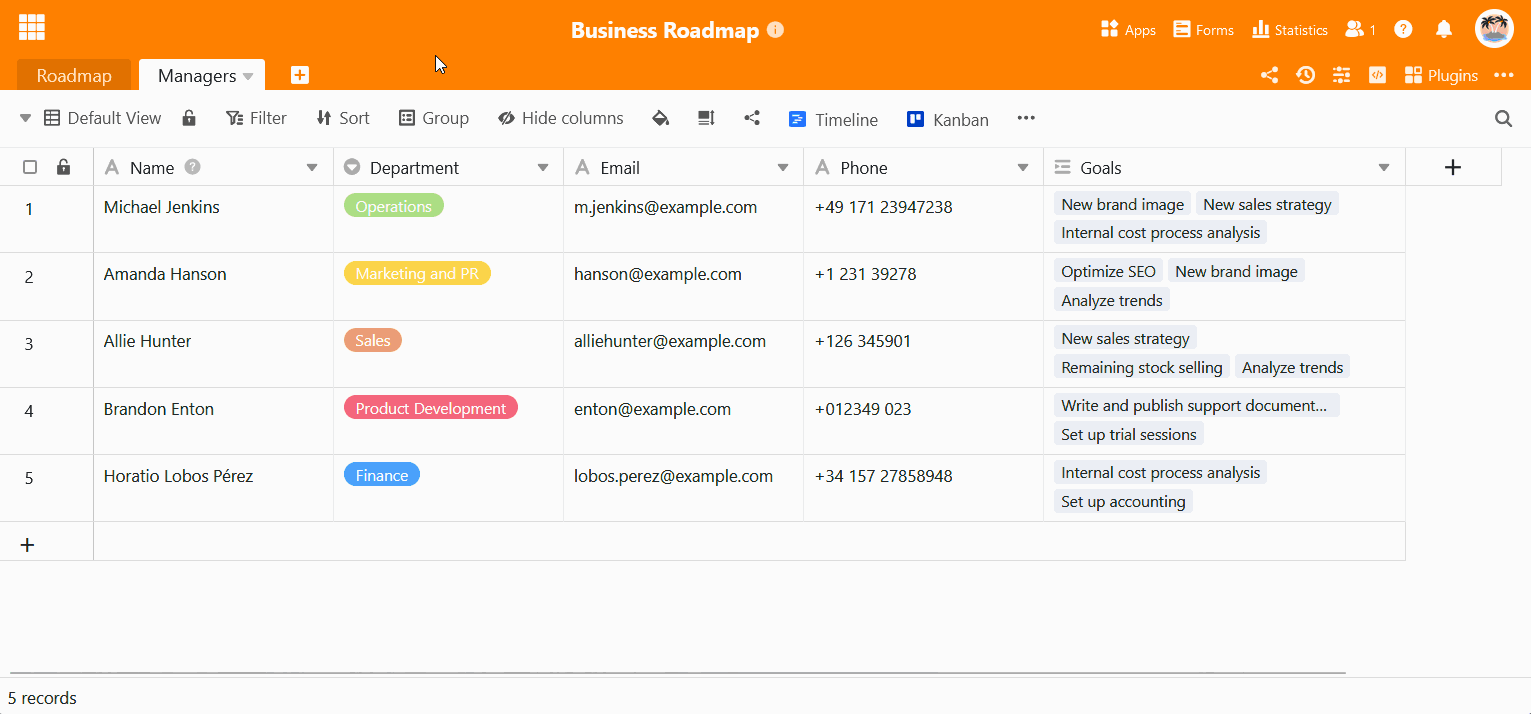 Business Roadmap
Apps Forms Statistics 1
Roadmap Managers
Plugins
Default View Filter Sort Group Hide columns Timeline Kanban
Name Department Email Phone Goals
1 Michael Jenkins Operations m.jenkins@example.com +49 171 23947238 New brand image New sales strategy
Internal cost process analysis
2 Amanda Hanson Marketing and PR hanson@example.com +1 231 39278 Optimize SEO New brand image
Analyze trends
3 Allie Hunter Sales alliehunter@example.com +126 345901 New sales strategy
Remaining stock selling Analyze trends
4 Brandon Enton Product Development enton@example.com +012349 023 Write and publish support document...
Set up trial sessions
5 Horatio Lobos Pérez Finance lobos.perez@example.com +34 157 27858948 Internal cost process analysis
Set up accounting
5 records